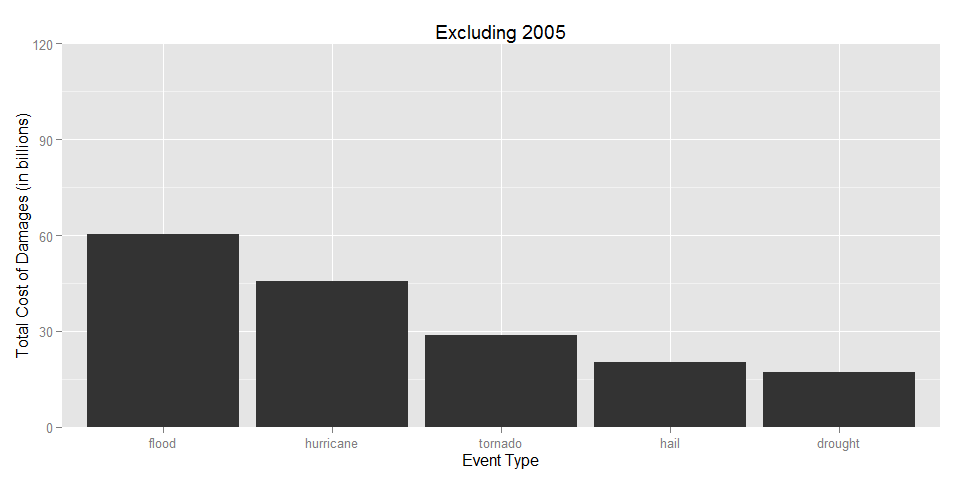 Excluding 2005
Total Cost of Damages (in billions)
120
90
60
30
0
flood hurricane tornado hail drought
Event Type